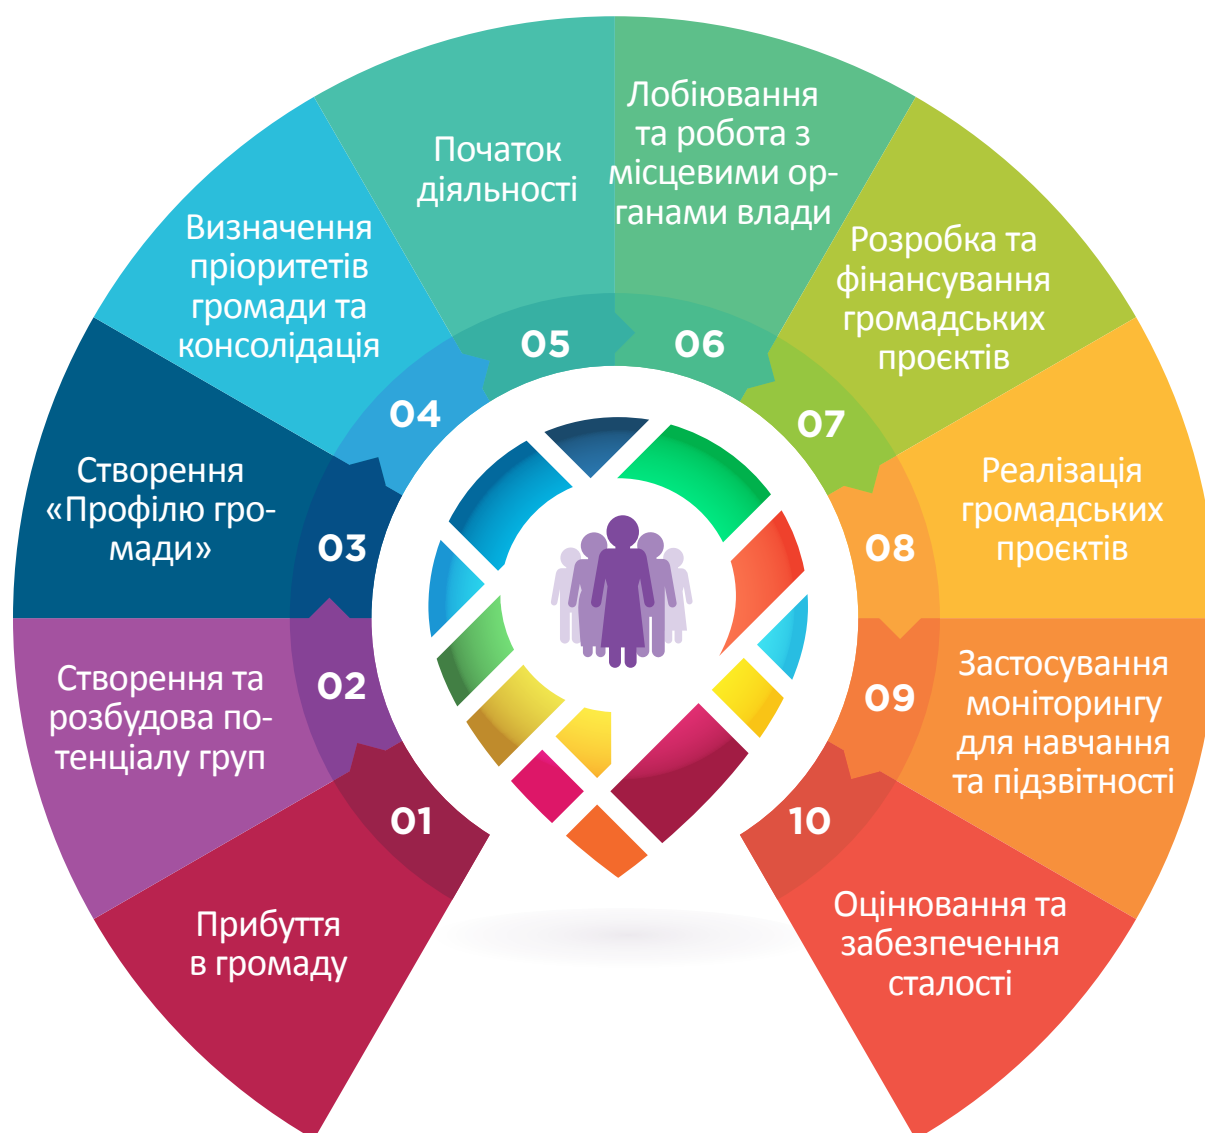 01
Прибуття
в громаду
02
Створення та
розбудова по-
тенціалу груп
03
Створення
«Профілю гро-
мади»
04
Визначення
пріоритетів
громади та
консолідація
05
Початок
діяльності
06
Лобіювання
та робота з
місцевими ор-
ганами влади
07
Розробка та
фінансування
громадських
проєктів
08
Реалізація
громадських
проєктів
09
Застосування
моніторингу
для навчання
та підзвітності
10
Оцінювання та
забезпечення
сталості